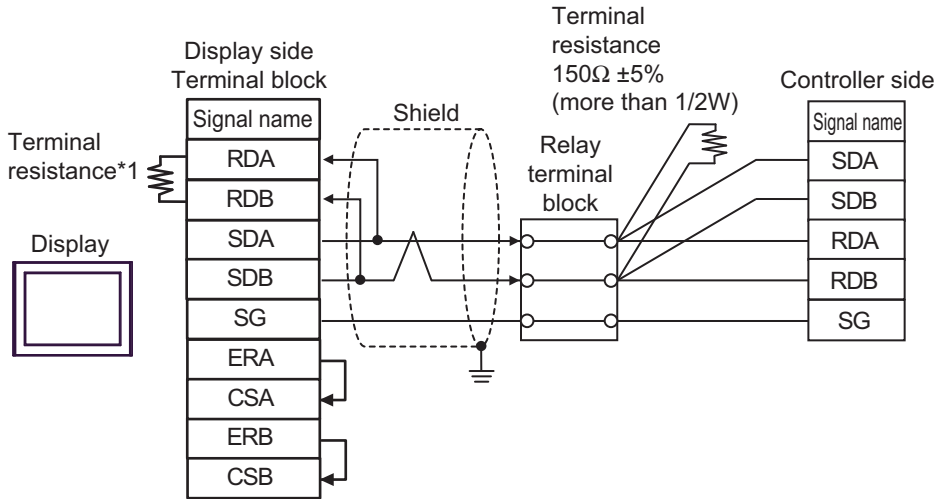 Terminal
resistance
150Ω ±5%
(more than 1/2W)
Display side
Terminal block
Controller side
Signal name
Shield
Signal name
Terminal
resistance*1
RDA
RDB
SDA
SDB
SG
ERA
CSA
ERB
CSB
Display
Relay
terminal
block
SDA
SDB
RDA
RDB
SG